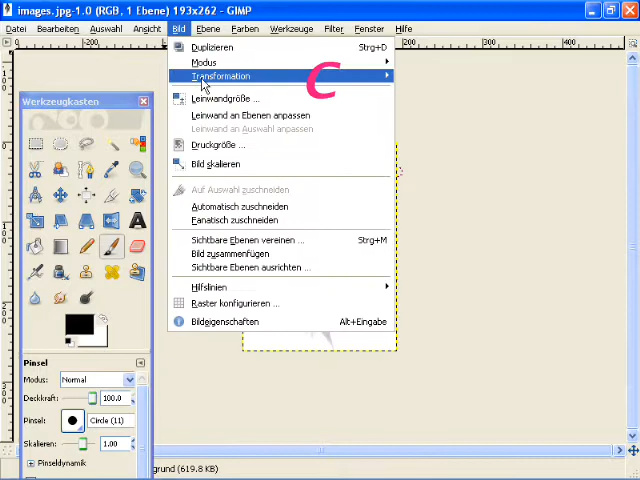 images.jpg-1.0 (RGB, 1 Ebene) 193x262 – GIMP
Datei Bearbeiten Auswahl Ansicht Bild Ebene Farben Werkzeuge Filter Fenster Hilfe
-200 200 300
Duplizieren Strg+D
Modus
Transformation
C
Leinwandgröße ...
Leinwand an Ebenen anpassen
Leinwand an Auswahl anpassen
Druckgröße ...
Bild skalieren
Auf Auswahl zuschneiden
Automatisch zuschneiden
Fanatisch zuschneiden
Sichtbare Ebenen vereinen ... Strg+M
Bild zusammenfügen
Sichtbare Ebenen ausrichten ...
Hilfslinien
Raster konfigurieren ...
Bildeigenschaften Alt+Eingabe
Werkzeugkasten
Pinsel
Modus: Normal
Deckkraft: 100.0
Pinsel: Circle (11)
Skalieren: 1.00
Pinseldynamik
grund (619.8 KB)